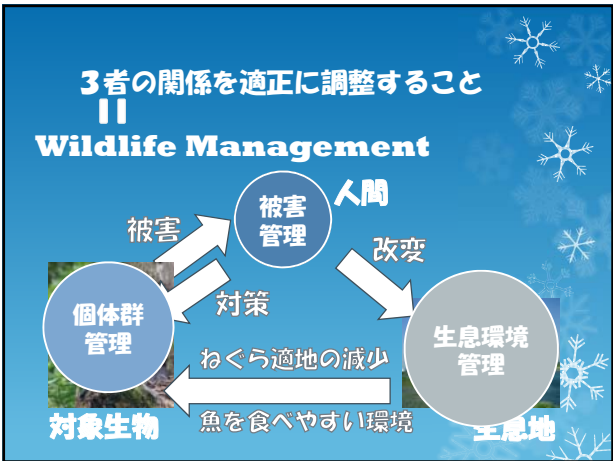 3者の関係を適正に調整すること
||
Wildlife Management
人間
被害
管理
被害
改変
対策
個体群
管理
生息環境
管理
ねぐら適地の減少
魚を食べやすい環境
対象生物
生息地